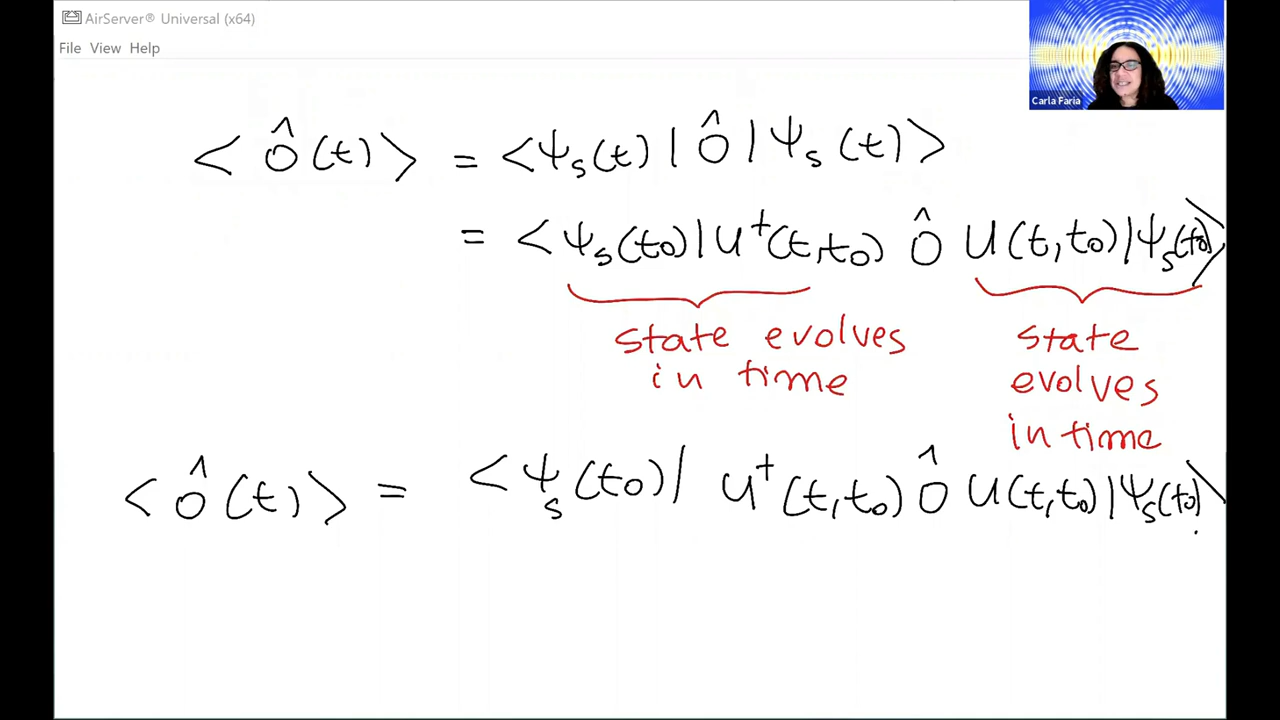 AirServer® Universal (x64)
File View Help
Carla Faria
< Ô(t) > = <ψₛ(t)|Ô|ψₛ(t)>
= <ψₛ(t₀)|U†(t,t₀) Ô U(t,t₀)|ψₛ(t₀)>
state evolves in time
state evolves in time
< Ô(t) > = <ψₛ(t₀)| U†(t,t₀) Ô U(t,t₀)|ψₛ(t₀)>